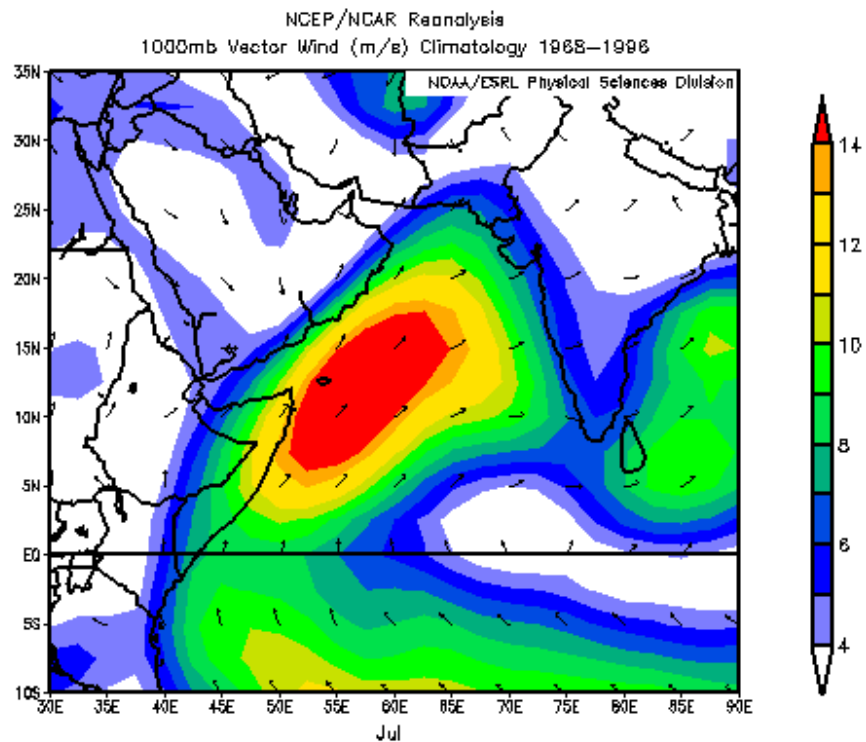 NCEP/NCAR Reanalysis
1000mb Vector Wind (m/s) Climatology 1968–1996
NOAA/ESRL Physical Sciences Division
35N
30N
25N
20N
15N
10N
5N
EQ
5S
10S
30E 35E 40E 45E 50E 55E 60E 65E 70E 75E 80E 85E 90E
Jul
14
12
10
8
6
4